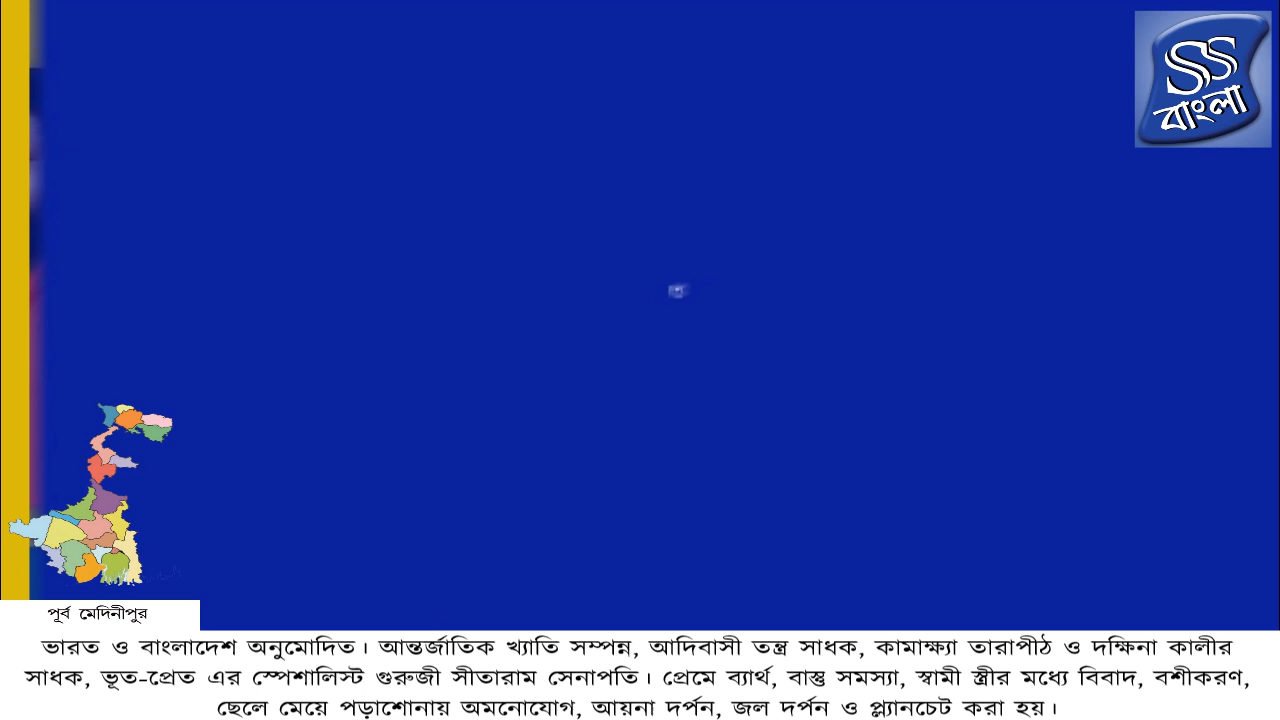 SS
বাংলা
পূর্ব মেদিনীপুর
ভারত ও বাংলাদেশ অনুমোদিত। আন্তর্জাতিক খ্যাতি সম্পন্ন, আদিবাসী তন্ত্র সাধক, কামাক্ষ্যা তারাপীঠ ও দক্ষিনা কালীর
সাধক, ভূত-প্রেত এর স্পেশালিস্ট গুরুজী সীতারাম সেনাপতি। প্রেমে ব্যার্থ, বাস্তু সমস্যা, স্বামী স্ত্রীর মধ্যে বিবাদ, বশীকরণ,
ছেলে মেয়ে পড়াশোনায় অমনোযোগ, আয়না দর্পন, জল দর্পন ও প্ল্যানচেট করা হয়।